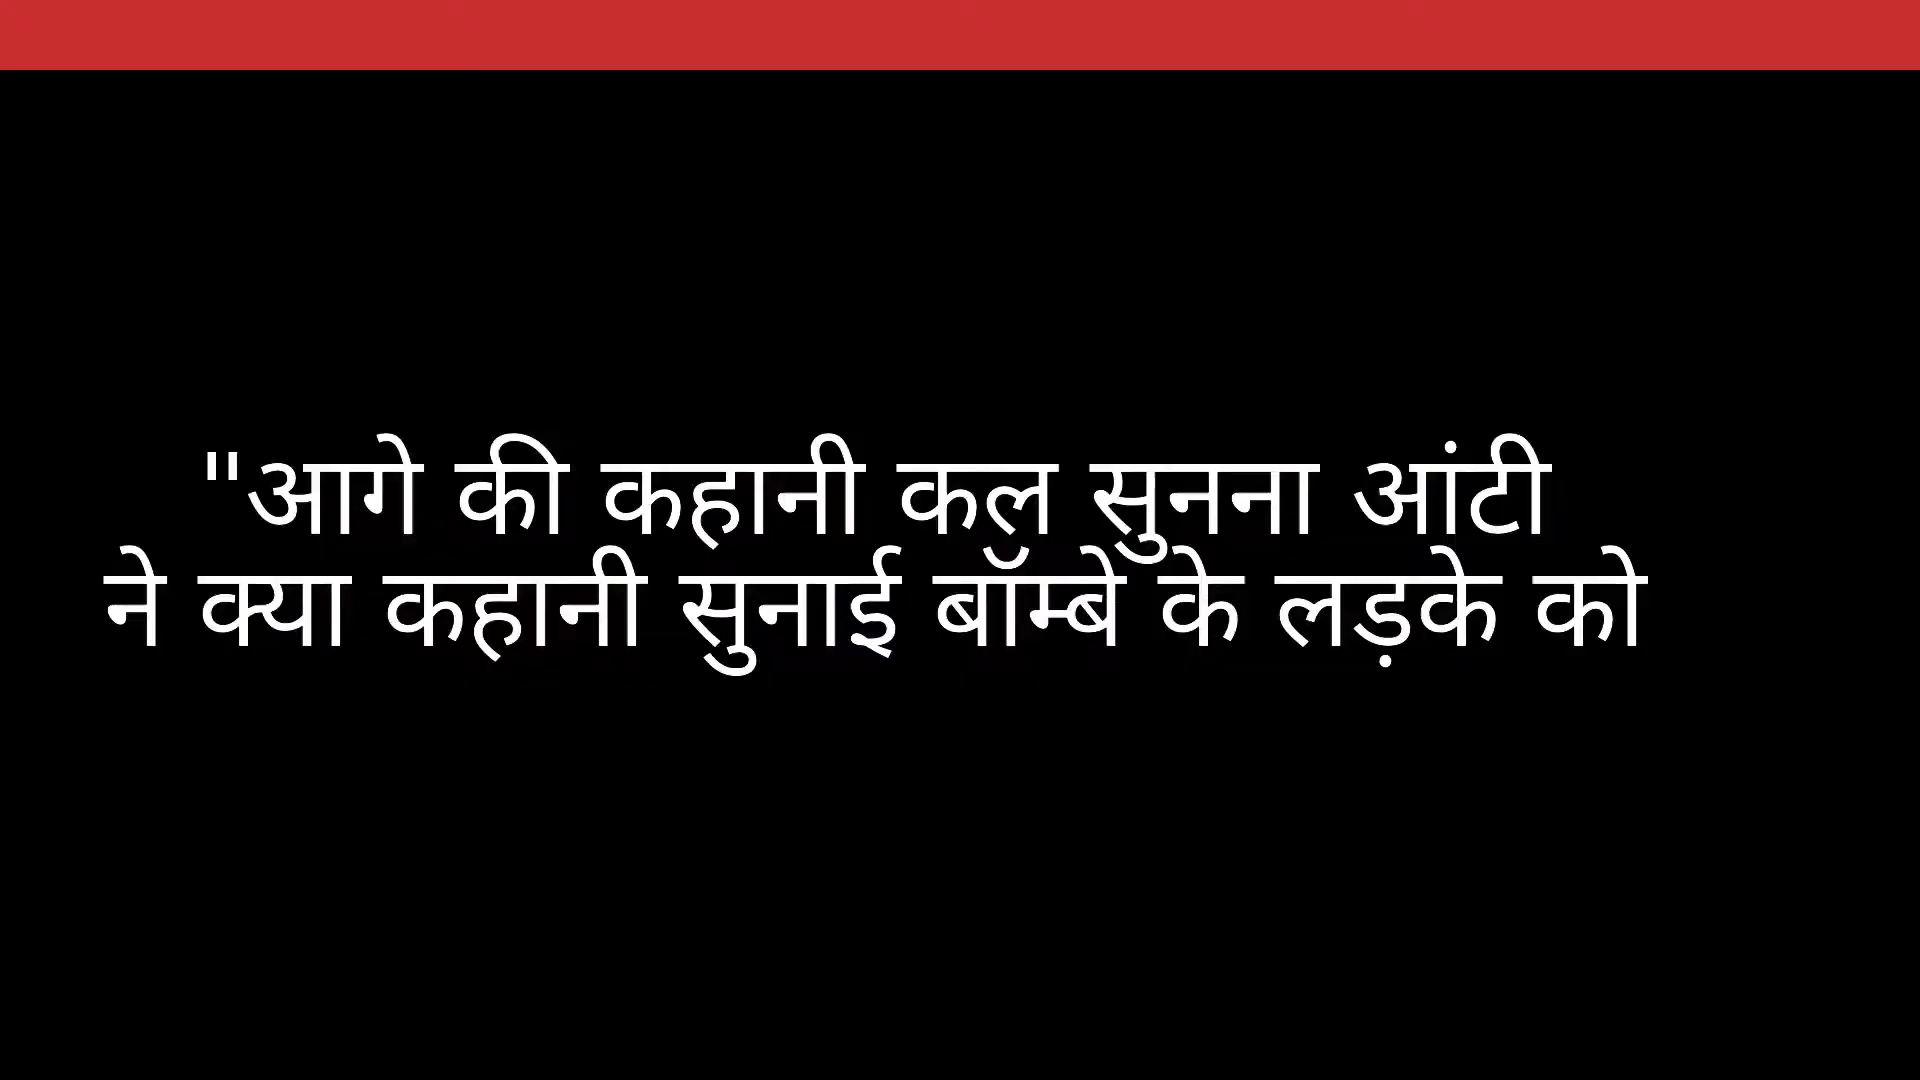 "आगे की कहानी कल सुनना आंटी
ने क्या कहानी सुनाई बॉम्बे के लड़के को